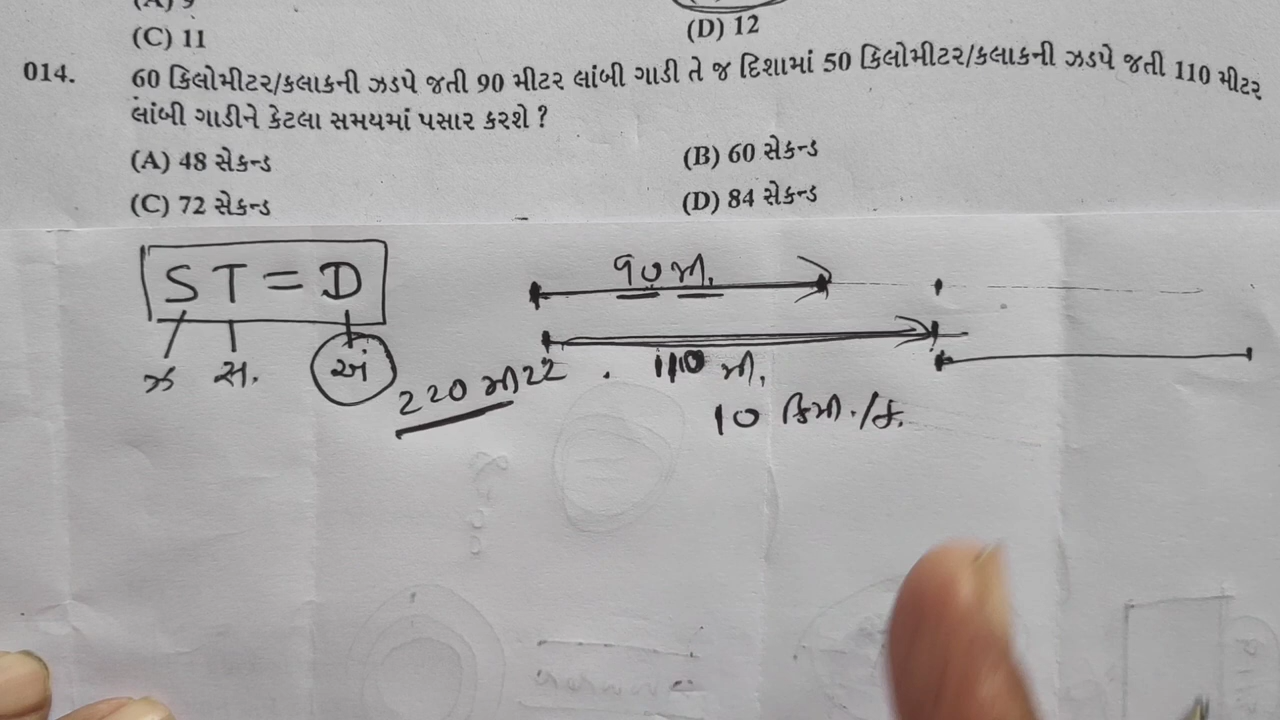 (A) 9
(C) 11
(D) 12
014. 60 કિલોમીટર/કલાકની ઝડપે જતી 90 મીટર લાંબી ગાડી તે જ દિશામાં 50 કિલોમીટર/કલાકની ઝડપે જતી 110 મીટર
લાંબી ગાડીને કેટલા સમયમાં પસાર કરશે ?
(A) 48 સેકન્ડ
(B) 60 સેકન્ડ
(C) 72 સેકન્ડ
(D) 84 સેકન્ડ
S T = D
ઝ સ. અં
90 મી.
110 મી.
220 મીટર
10 કિમી./ક.